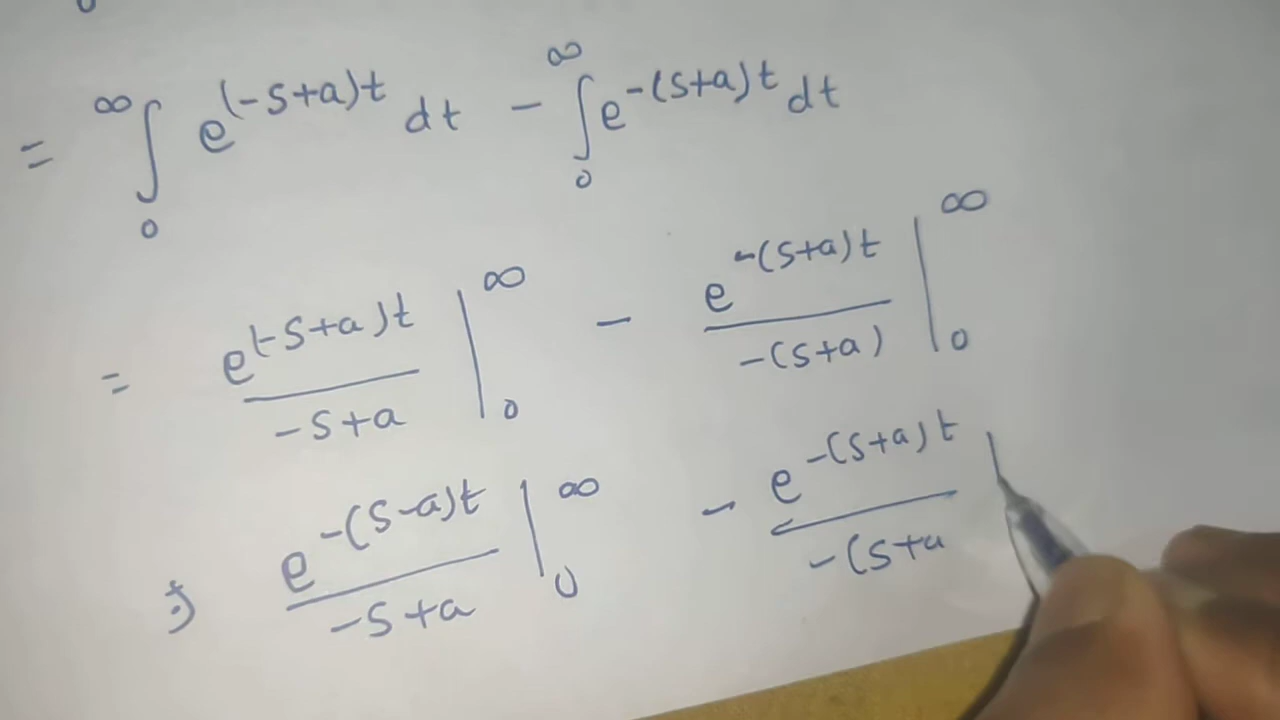 = ∞∫0 e^(-s+a)t dt - ∞∫0 e^-(s+a)t dt
= e^(-s+a)t / -s+a |0^∞ - e^-(s+a)t / -(s+a) |0^∞
⇒ e^-(s-a)t / -s+a |0^∞ - e^-(s+a)t / -(s+a |